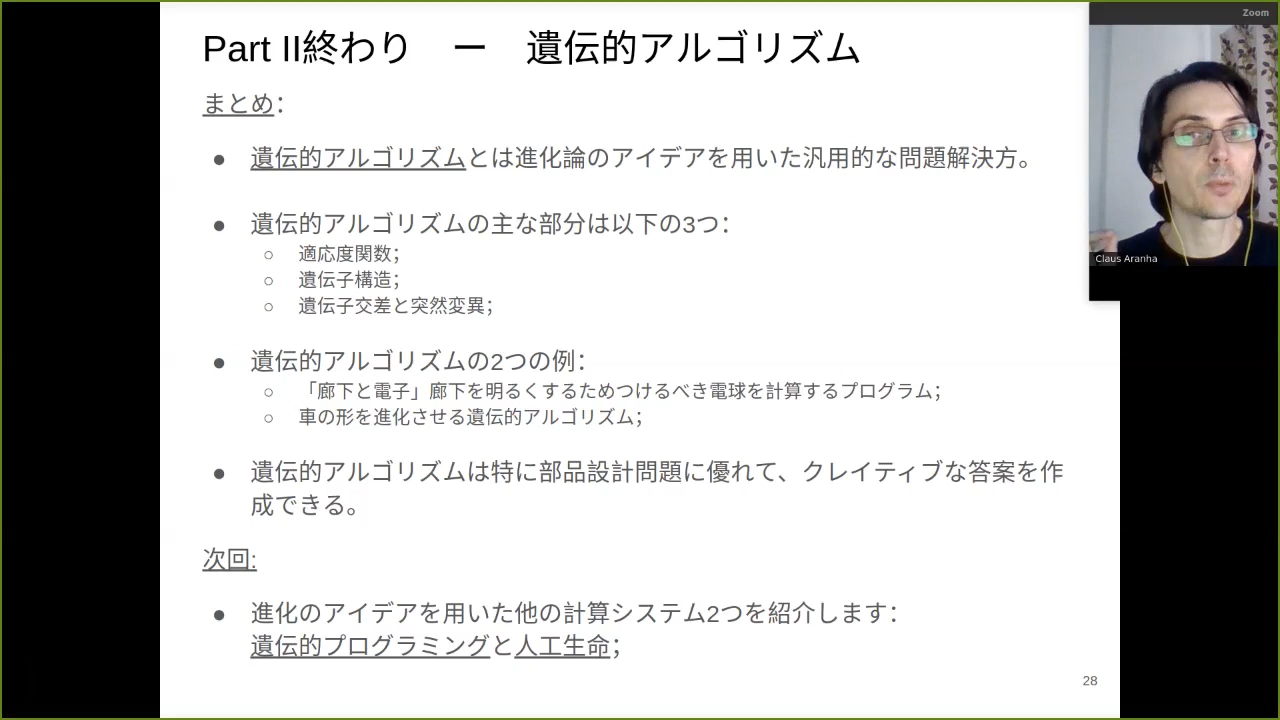 Part II終わり　ー　遺伝的アルゴリズム
まとめ：
● 遺伝的アルゴリズムとは進化論のアイデアを用いた汎用的な問題解決方。
● 遺伝的アルゴリズムの主な部分は以下の3つ：
○ 適応度関数；
○ 遺伝子構造；
○ 遺伝子交差と突然変異；
● 遺伝的アルゴリズムの2つの例：
○ 「廊下と電子」廊下を明るくするためつけるべき電球を計算するプログラム；
○ 車の形を進化させる遺伝的アルゴリズム；
● 遺伝的アルゴリズムは特に部品設計問題に優れて、クレイティブな答案を作
成できる。
次回:
● 進化のアイデアを用いた他の計算システム2つを紹介します：
遺伝的プログラミングと人工生命；
28
Zoom
Claus Aranha